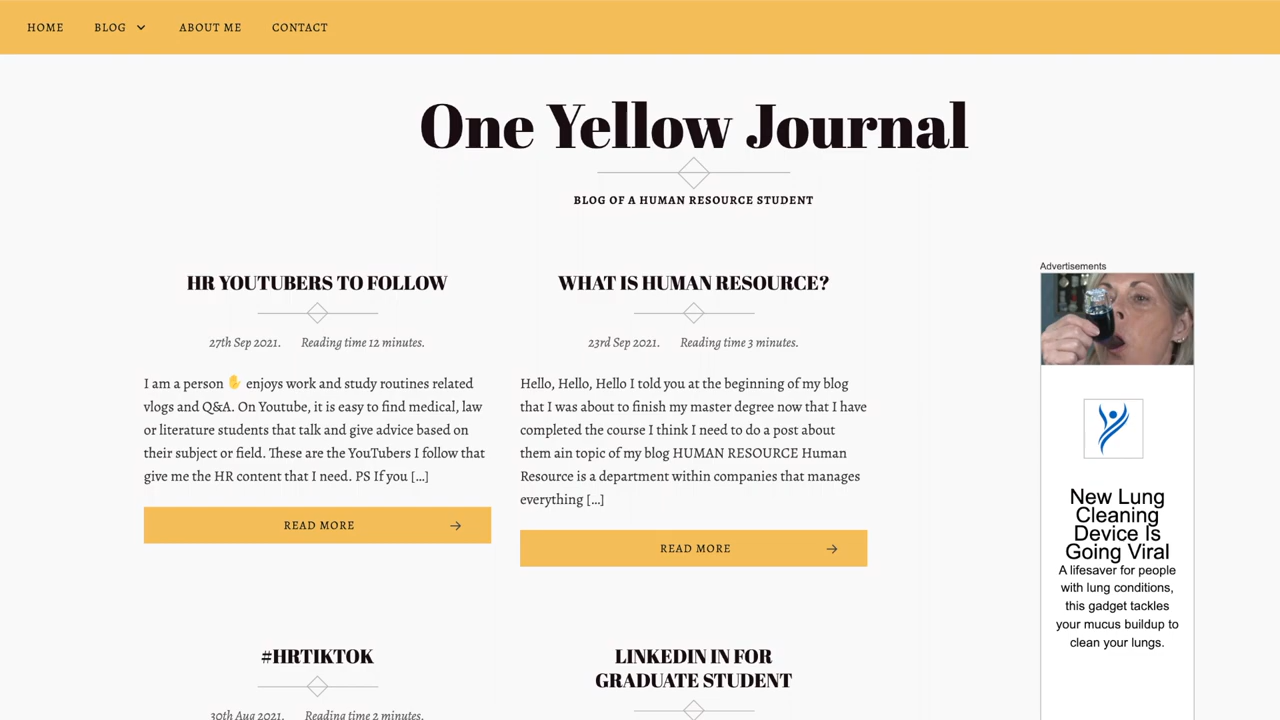 HOME BLOG ABOUT ME CONTACT
One Yellow Journal
BLOG OF A HUMAN RESOURCE STUDENT
HR YOUTUBERS TO FOLLOW
27th Sep 2021. Reading time 12 minutes.
I am a person ✋ enjoys work and study routines related
vlogs and Q&A. On Youtube, it is easy to find medical, law
or literature students that talk and give advice based on
their subject or field. These are the YouTubers I follow that
give me the HR content that I need. PS If you [...]
READ MORE →
WHAT IS HUMAN RESOURCE?
23rd Sep 2021. Reading time 3 minutes.
Hello, Hello, Hello I told you at the beginning of my blog
that I was about to finish my master degree now that I have
completed the course I think I need to do a post about
them ain topic of my blog HUMAN RESOURCE Human
Resource is a department within companies that manages
everything [...]
READ MORE →
#HRTIKTOK
30th Aug 2021. Reading time 2 minutes.
LINKEDIN IN FOR
GRADUATE STUDENT
Advertisements
New Lung
Cleaning
Device Is
Going Viral
A lifesaver for people
with lung conditions,
this gadget tackles
your mucus buildup to
clean your lungs.